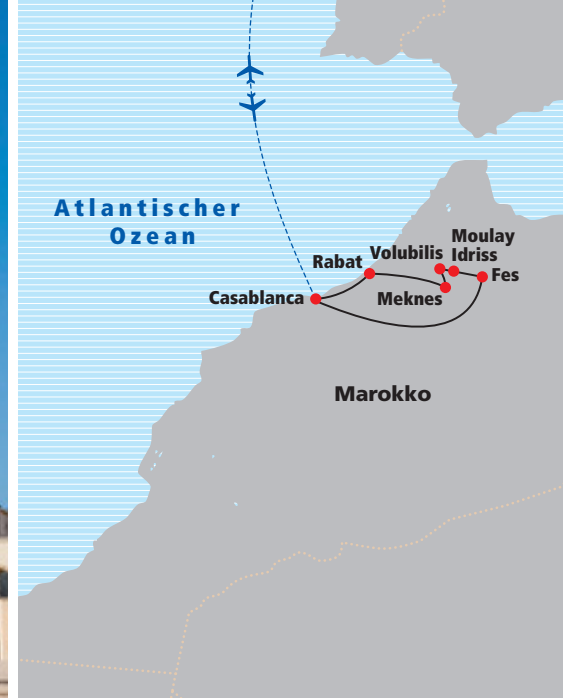 Atlantischer
Ozean
Moulay
Idriss
Volubilis
Rabat
Fes
Casablanca
Meknes
Marokko